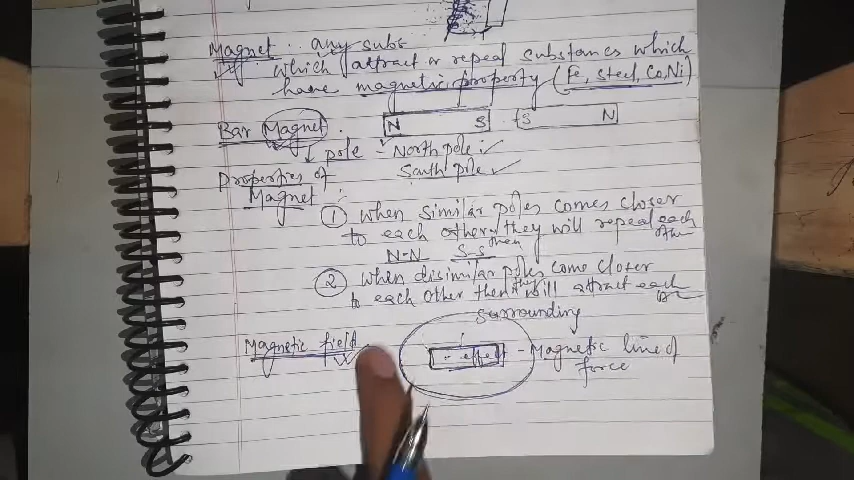 Magnet .. any subs
which attract or repeal substances which
have magnetic property (Fe, Steel, Co, Ni)
Bar Magnet . N S S N
pole - North pole
South pole
Properties of
Magnet :
① When similar poles comes closer
to each other they will repeal each
other
then
N-N S-S
② When disimilar poles come closer
to each other then they will attract each
surrounding
Magnetic field effect - Magnetic line of
force